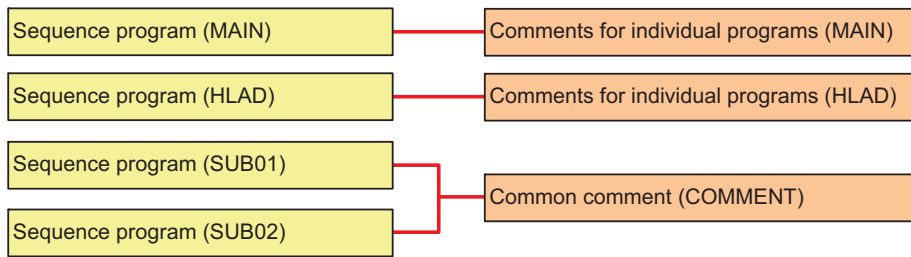 Sequence program (MAIN)
Comments for individual programs (MAIN)
Sequence program (HLAD)
Comments for individual programs (HLAD)
Sequence program (SUB01)
Common comment (COMMENT)
Sequence program (SUB02)